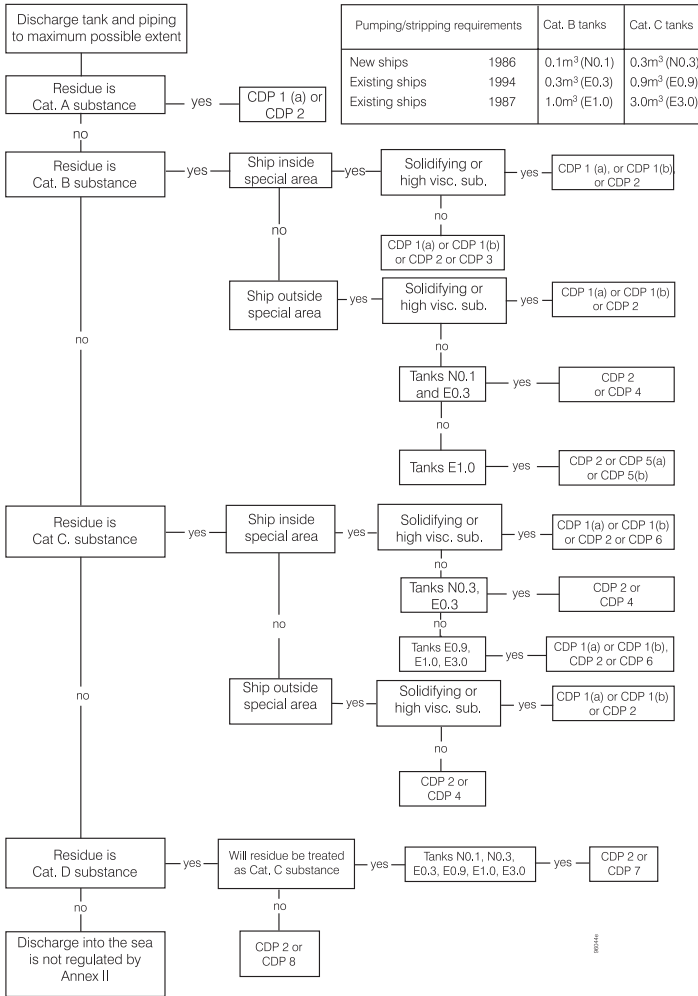 Discharge tank and piping
to maximum possible extent
Pumping/stripping requirements Cat. B tanks Cat. C tanks
New ships 1986 0.1m³ (N0.1) 0.3m³ (N0.3)
Existing ships 1994 0.3m³ (E0.3) 0.9m³ (E0.9)
Existing ships 1987 1.0m³ (E1.0) 3.0m³ (E3.0)
Residue is
Cat. A substance
yes
CDP 1 (a) or
CDP 2
no
Residue is
Cat. B substance
yes
Ship inside
special area
yes
Solidifying or
high visc. sub.
yes
CDP 1 (a), or CDP 1(b),
or CDP 2
no
CDP 1(a) or CDP 1(b)
or CDP 2 or CDP 3
no
Ship outside
special area
yes
Solidifying or
high visc. sub.
yes
CDP 1(a) or CDP 1(b)
or CDP 2
no
no
Tanks N0.1
and E0.3
yes
CDP 2
or CDP 4
no
Tanks E1.0
yes
CDP 2 or CDP 5(a)
or CDP 5(b)
Residue is
Cat C. substance
yes
Ship inside
special area
yes
Solidifying or
high visc. sub.
yes
CDP 1(a) or CDP 1(b)
or CDP 2 or CDP 6
no
Tanks N0.3,
E0.3
yes
CDP 2 or
CDP 4
no
no
Tanks E0.9,
E1.0, E3.0
yes
CDP 1(a) or CDP 1(b),
CDP 2 or CDP 6
no
Ship outside
special area
yes
Solidifying or
high visc. sub.
yes
CDP 1(a) or CDP 1(b)
or CDP 2
no
CDP 2 or
CDP 4
Residue is
Cat. D substance
yes
Will residue be treated
as Cat. C substance
yes
Tanks N0.1, N0.3,
E0.3, E0.9, E1.0, E3.0
yes
CDP 2 or
CDP 7
no
no
Discharge into the sea
is not regulated by
Annex II
CDP 2 or
CDP 8